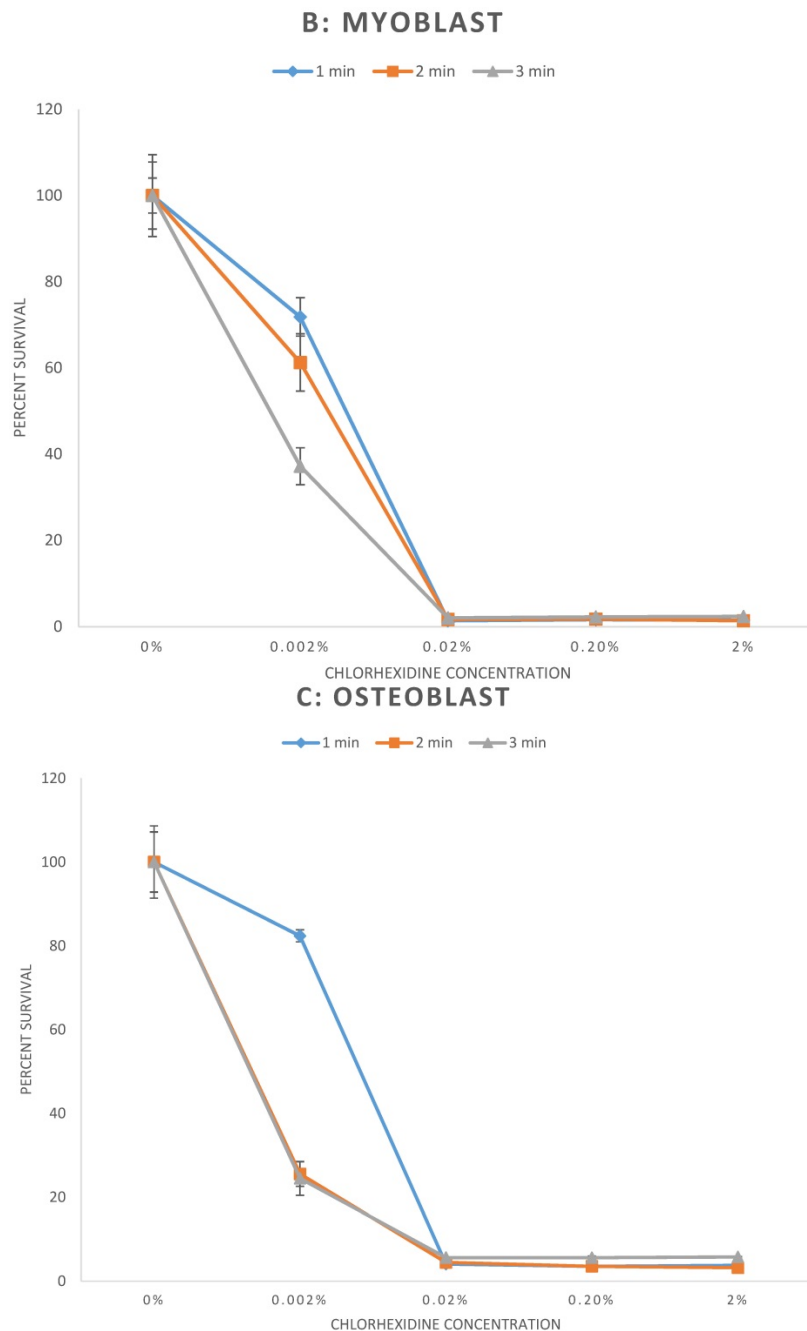 B: MYOBLAST
1 min 2 min 3 min
120
100
80
60
40
20
0
PERCENT SURVIVAL
0% 0.002% 0.02% 0.20% 2%
CHLORHEXIDINE CONCENTRATION
C: OSTEOBLAST
1 min 2 min 3 min
120
100
80
60
40
20
0
PERCENT SURVIVAL
0% 0.002% 0.02% 0.20% 2%
CHLORHEXIDINE CONCENTRATION